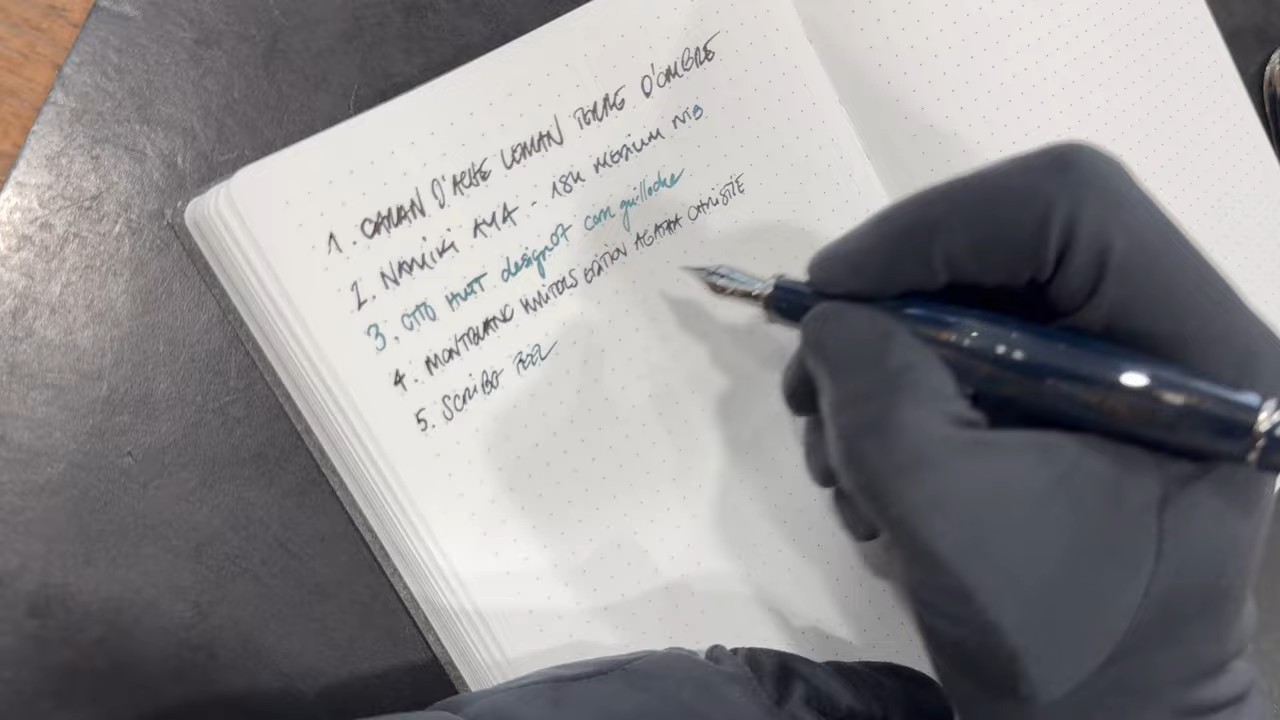 1. CARAN D'ACHE LEMAN TERRE D'OMBRE
2. NAMIKI AYA - 18K MEDIUM NIB
3. OTTO HUTT design07 com guilloche
4. MONTBLANC WRITERS EDITION AGATHA CHRISTIE
5. SCRIBO FEEL